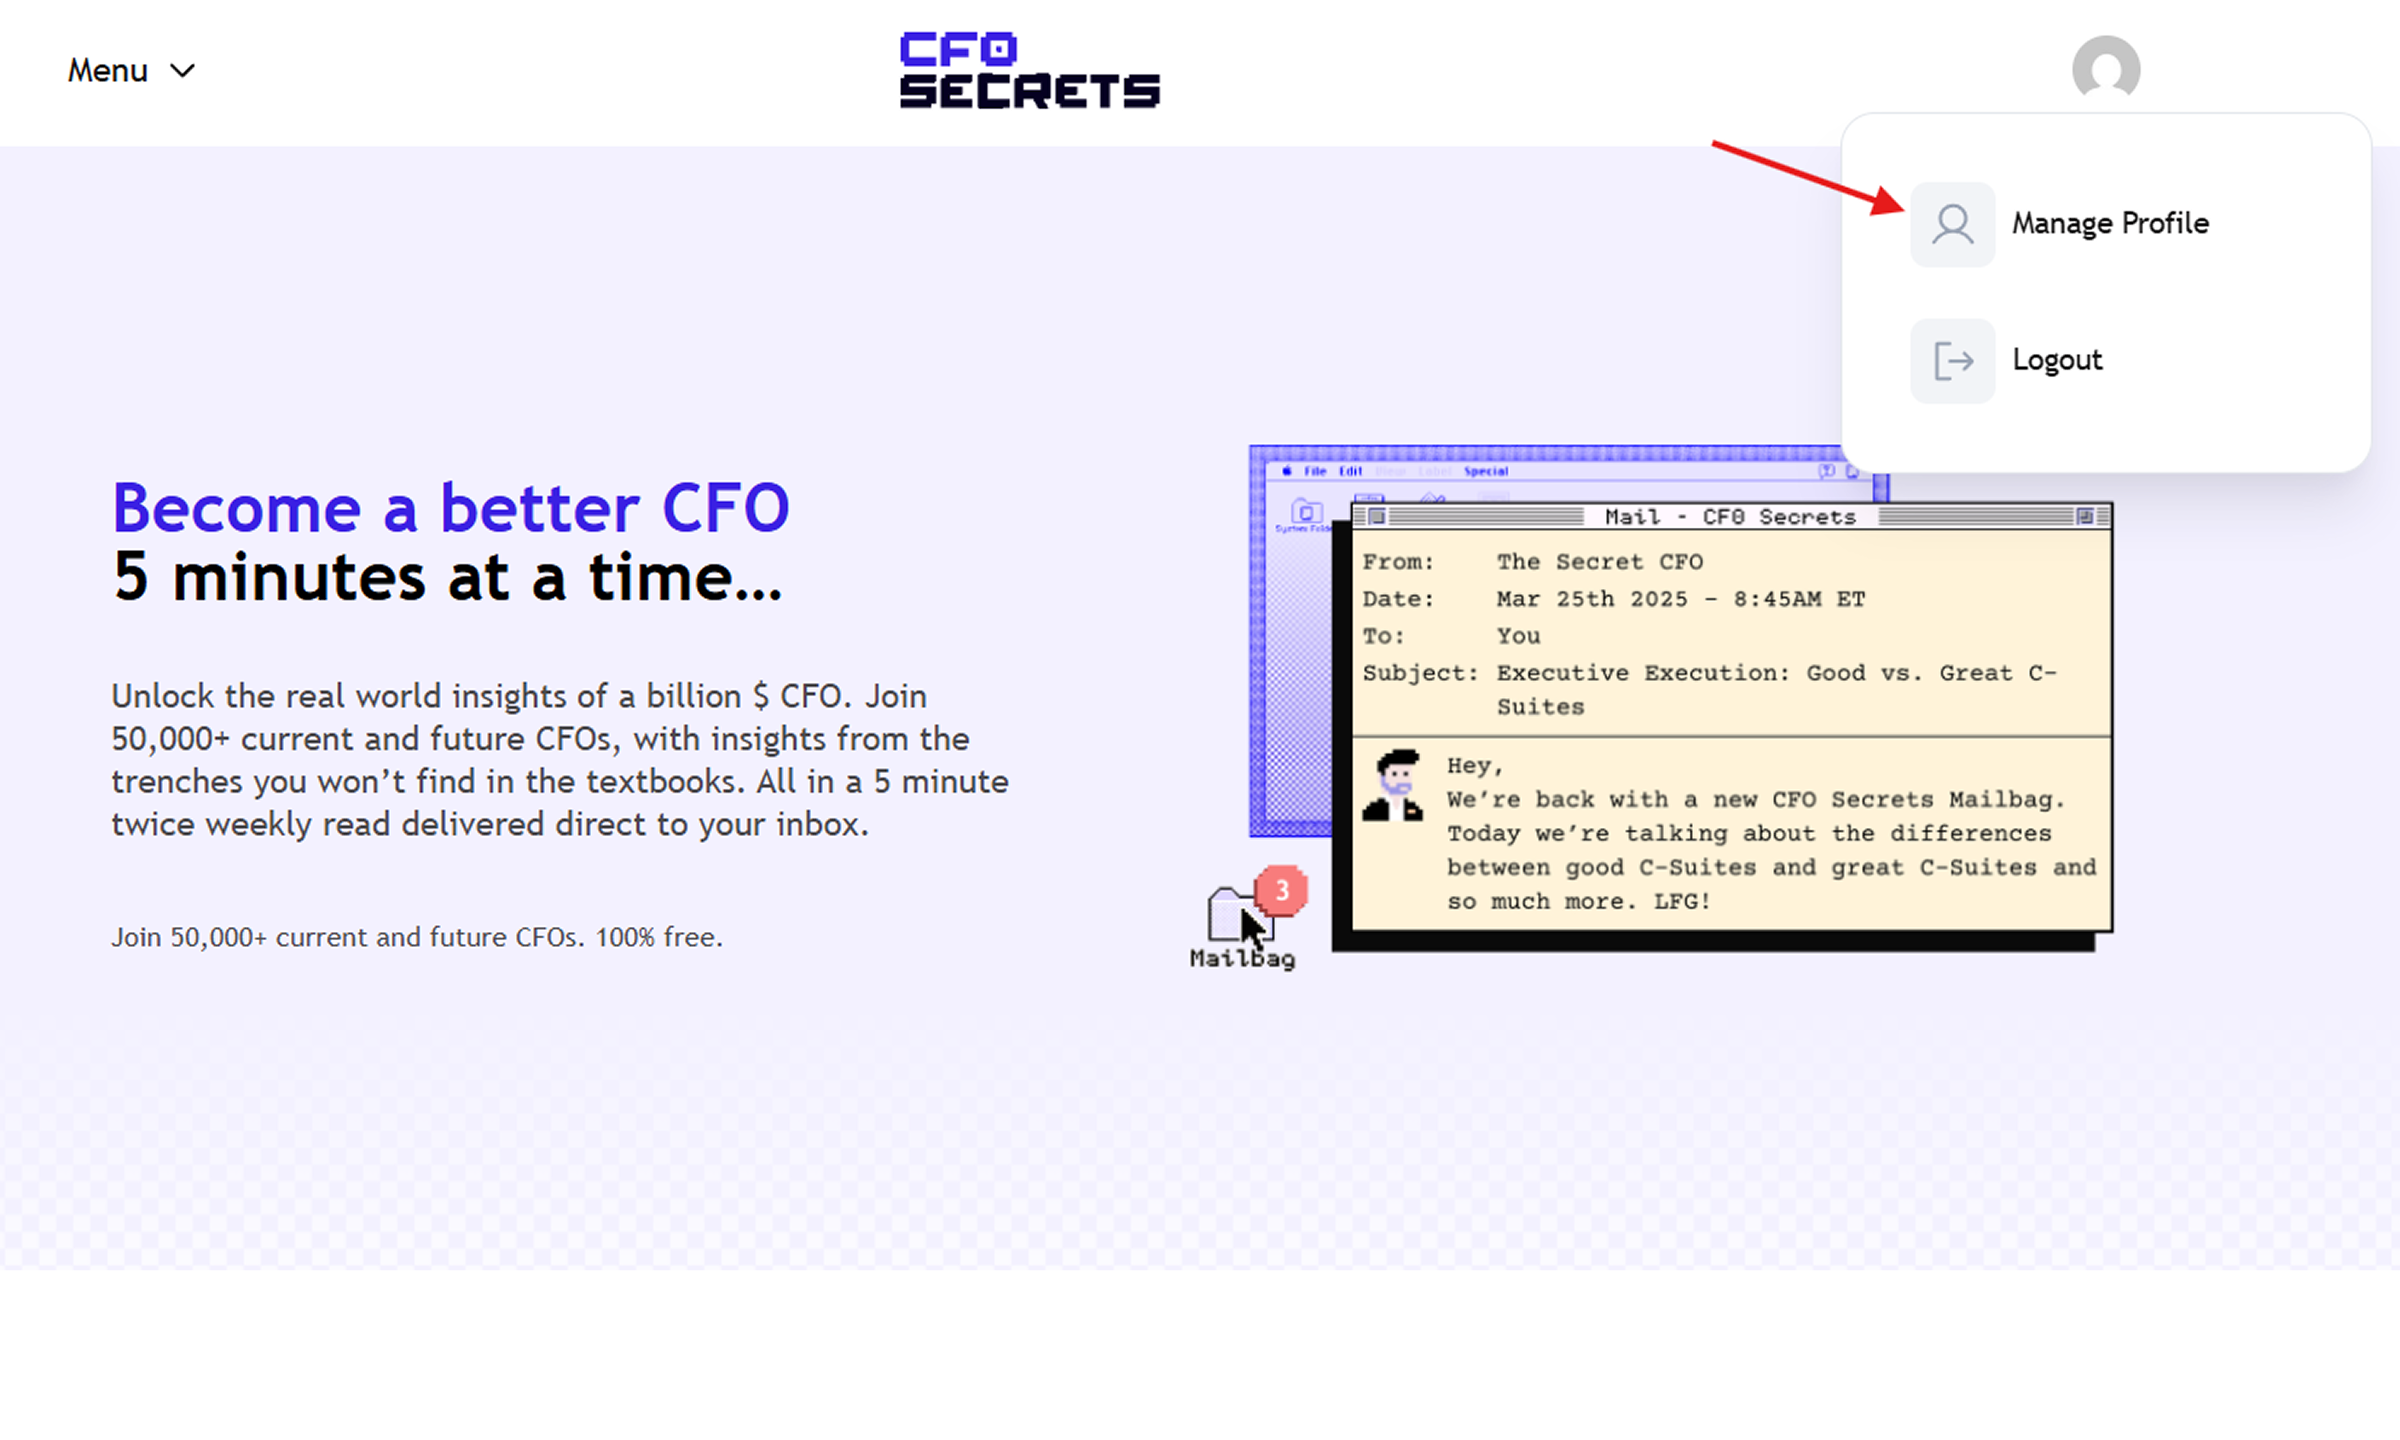 Menu
CFO
SECRETS
Manage Profile
Logout
Become a better CFO
5 minutes at a time...
Unlock the real world insights of a billion $ CFO. Join
50,000+ current and future CFOs, with insights from the
trenches you won't find in the textbooks. All in a 5 minute
twice weekly read delivered direct to your inbox.
Join 50,000+ current and future CFOs. 100% free.
File Edit View Label Special
Mail - CFO Secrets
From: The Secret CFO
Date: Mar 25th 2025 - 8:45AM ET
To: You
Subject: Executive Execution: Good vs. Great C-
Suites
Hey,
We're back with a new CFO Secrets Mailbag.
Today we're talking about the differences
between good C-Suites and great C-Suites and
so much more. LFG!
3
Mailbag